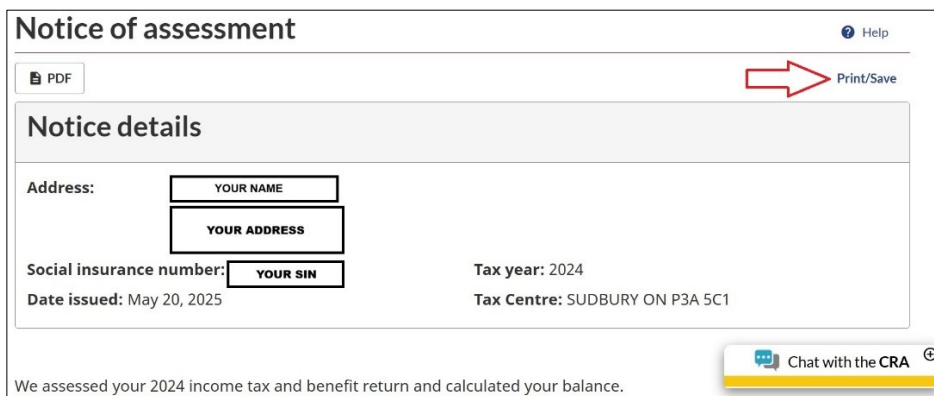 Notice of assessment
Help
PDF
Print/Save
Notice details
Address: YOUR NAME
YOUR ADDRESS
Social insurance number: YOUR SIN Tax year: 2024
Date issued: May 20, 2025 Tax Centre: SUDBURY ON P3A 5C1
Chat with the CRA
We assessed your 2024 income tax and benefit return and calculated your balance.